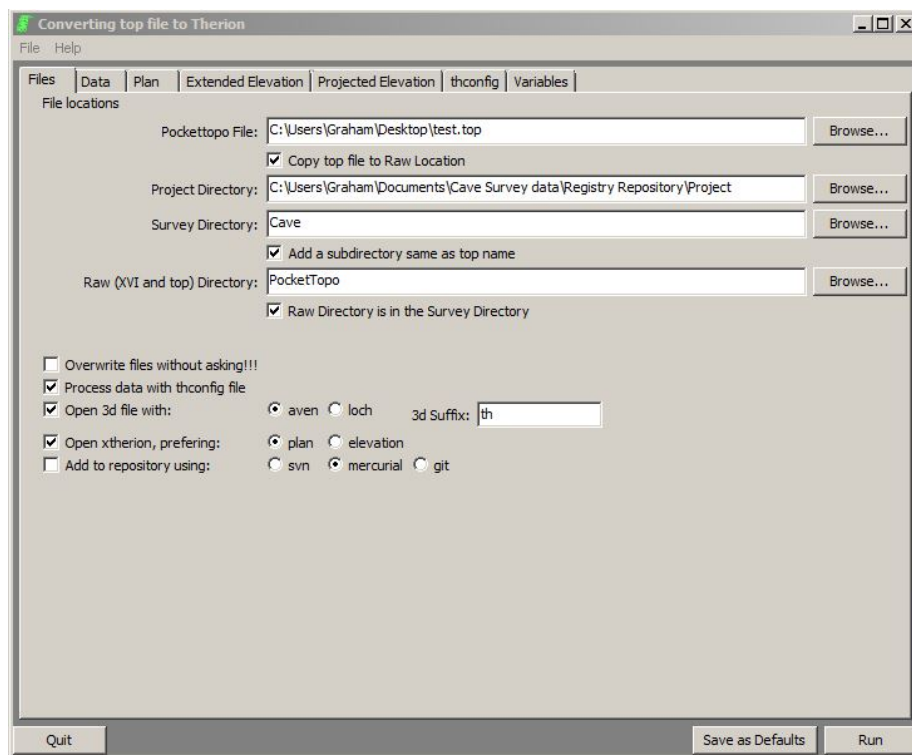 Converting top file to Therion
File Help
Files Data Plan Extended Elevation Projected Elevation thconfig Variables
File locations
Pockettopo File: C:\Users\Graham\Desktop\test.top Browse...
Copy top file to Raw Location
Project Directory: C:\Users\Graham\Documents\Cave Survey data\Registry Repository\Project Browse...
Survey Directory: Cave Browse...
Add a subdirectory same as top name
Raw (XVI and top) Directory: PocketTopo Browse...
Raw Directory is in the Survey Directory
Overwrite files without asking!!!
Process data with thconfig file
Open 3d file with: aven loch 3d Suffix: th
Open xtherion, prefering: plan elevation
Add to repository using: svn mercurial git
Quit Save as Defaults Run